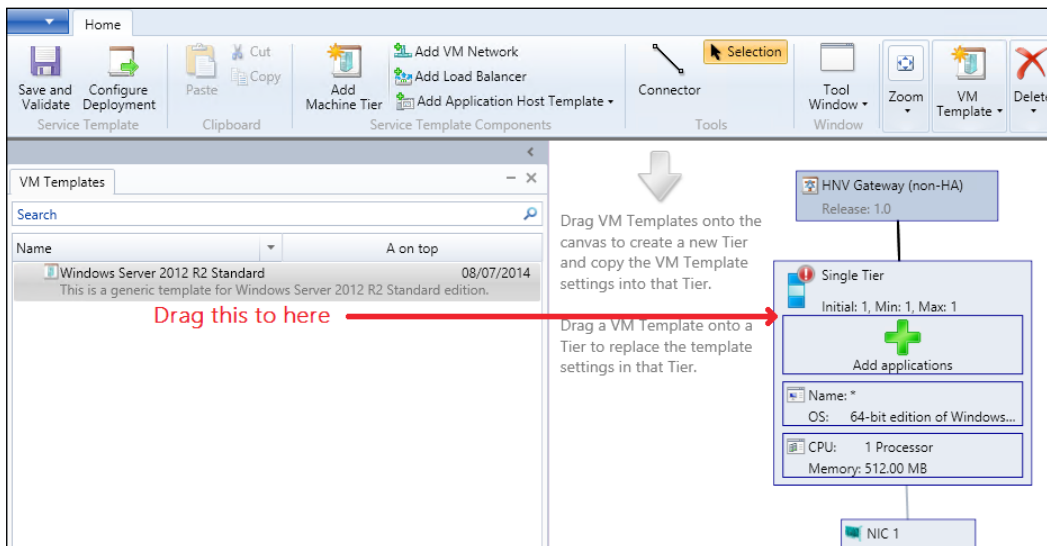 Home
Save and
Validate
Configure
Deployment
Service Template
Paste
Cut
Copy
Clipboard
Add
Machine Tier
Add VM Network
Add Load Balancer
Add Application Host Template
Service Template Components
Connector
Selection
Tools
Tool
Window
Window
Zoom
VM
Template
Delete
VM Templates
Search
Name
A on top
Windows Server 2012 R2 Standard 08/07/2014
This is a generic template for Windows Server 2012 R2 Standard edition.
Drag this to here
Drag VM Templates onto the
canvas to create a new Tier
and copy the VM Template
settings into that Tier.
Drag a VM Template onto a
Tier to replace the template
settings in that Tier.
HNV Gateway (non-HA)
Release: 1.0
Single Tier
Initial: 1, Min: 1, Max: 1
Add applications
Name: *
OS: 64-bit edition of Windows...
CPU: 1 Processor
Memory: 512.00 MB
NIC 1